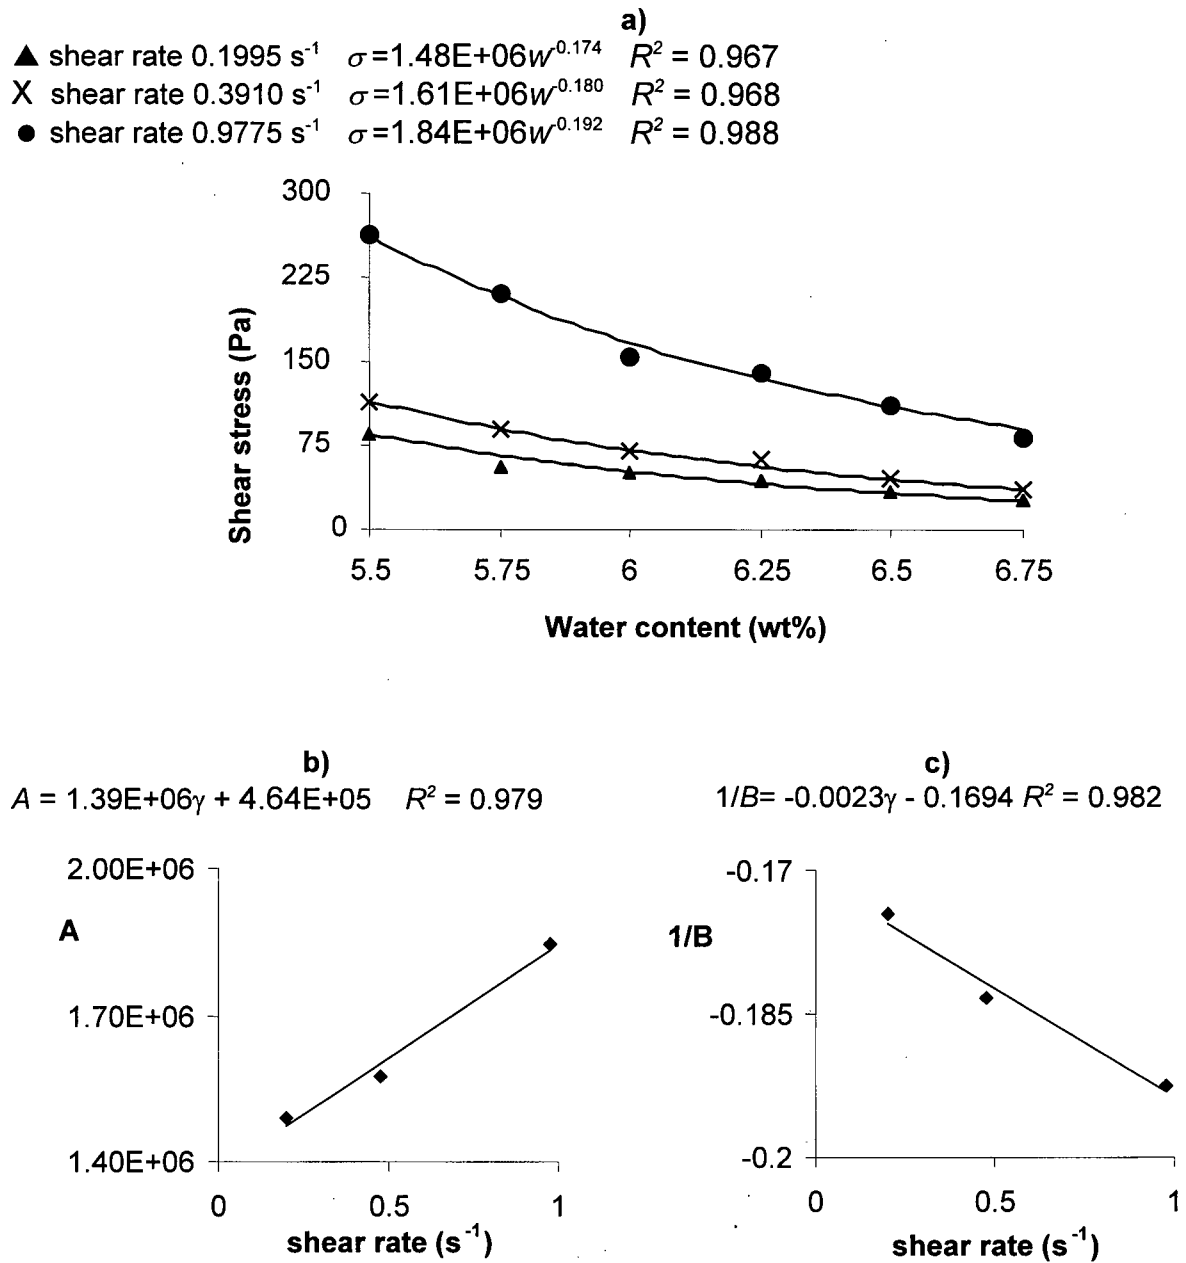 a)
▲ shear rate 0.1995 s⁻¹ σ=1.48E+06w⁻⁰·¹⁷⁴ R² = 0.967
X shear rate 0.3910 s⁻¹ σ=1.61E+06w⁻⁰·¹⁸⁰ R² = 0.968
● shear rate 0.9775 s⁻¹ σ=1.84E+06w⁻⁰·¹⁹² R² = 0.988
300
225
150
75
0
Shear stress (Pa)
5.5 5.75 6 6.25 6.5 6.75
Water content (wt%)
b)
A = 1.39E+06γ + 4.64E+05 R² = 0.979
2.00E+06
A
1.70E+06
1.40E+06
0 0.5 1
shear rate (s⁻¹)
c)
1/B= -0.0023γ - 0.1694 R² = 0.982
-0.17
1/B
-0.185
-0.2
0 0.5 1
shear rate (s⁻¹)